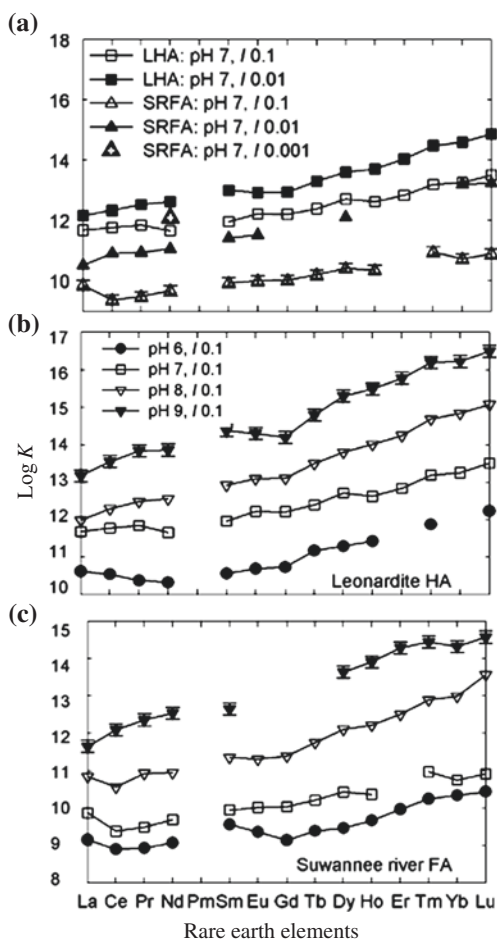 (a)
18
16
14
12
10
LHA: pH 7, I 0.1
LHA: pH 7, I 0.01
SRFA: pH 7, I 0.1
SRFA: pH 7, I 0.01
SRFA: pH 7, I 0.001
(b)
17
16
15
14
13
12
11
10
pH 6, I 0.1
pH 7, I 0.1
pH 8, I 0.1
pH 9, I 0.1
Log K
Leonardite HA
(c)
15
14
13
12
11
10
9
8
Suwannee river FA
La Ce Pr Nd Pm Sm Eu Gd Tb Dy Ho Er Tm Yb Lu
Rare earth elements